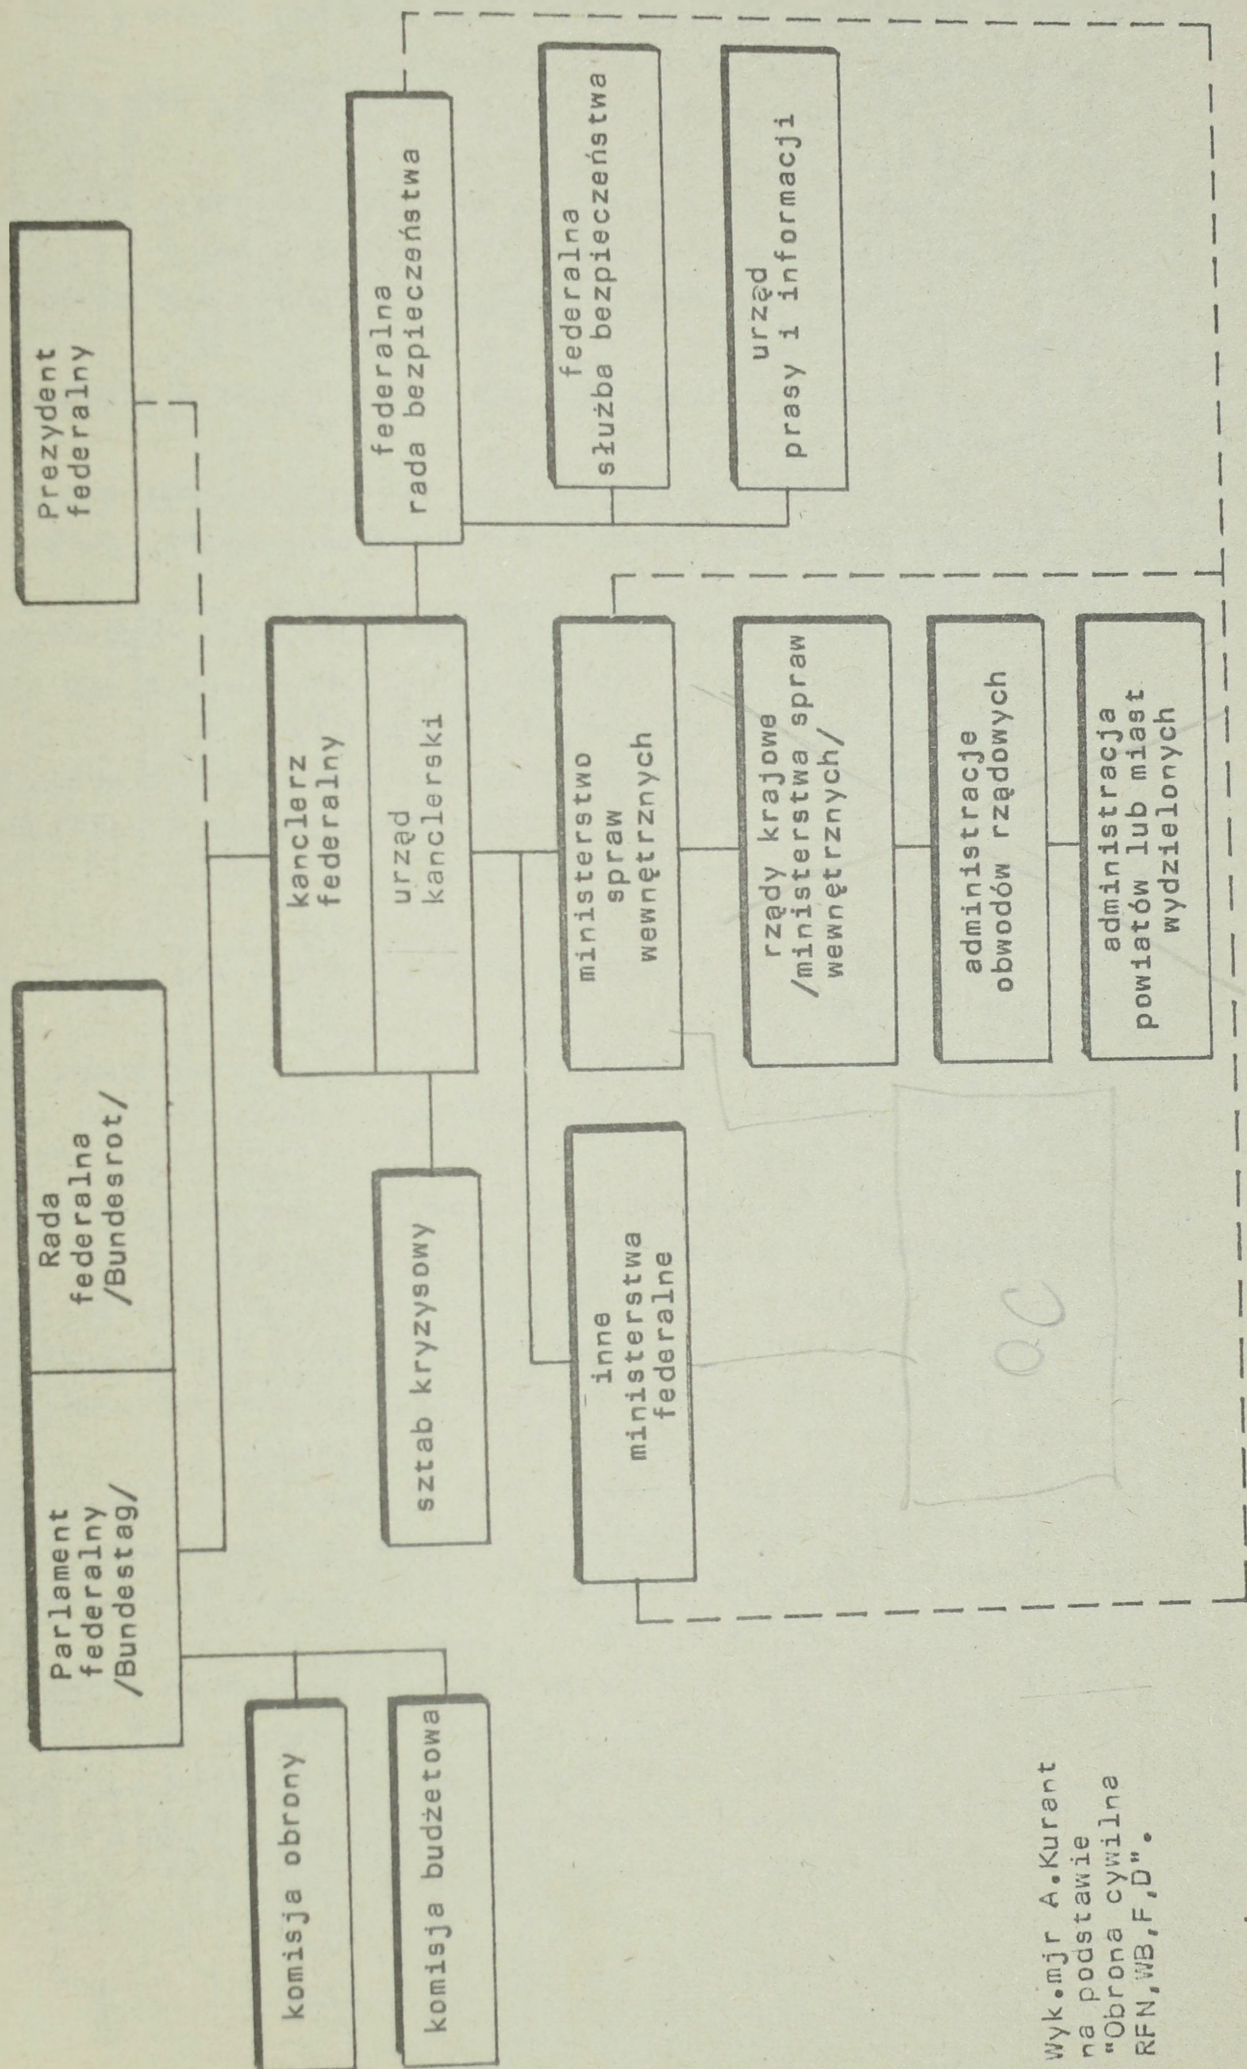 Parlament
federalny
/Bundestag/
Rada
federalna
/Bundesrot/
Prezydent
federalny
komisja obrony
komisja budżetowa
kanclerz
federalny
urząd
kanclerski
sztab kryzysowy
federalna
rada bezpieczeństwa
federalna
służba bezpieczeństwa
urząd
prasy i informacji
inne
ministerstwa
federalne
ministerstwo
spraw
wewnętrznych
rządy krajowe
/ministerstwa spraw
wewnętrznych/
administracje
obwodów rządowych
administracja
powiatów lub miast
wydzielonych
OC
Wyk.mjr A.Kurant
na podstawie
"Obrona cywilna
RFN,WB,F,D".